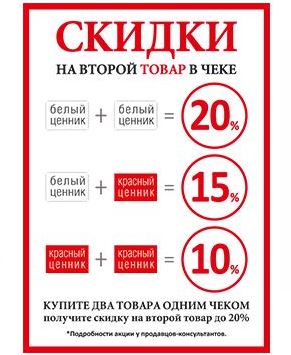 СКИДКИ
НА ВТОРОЙ ТОВАР В ЧЕКЕ
белый ценник + белый ценник = 20%
белый ценник + красный ценник = 15%
красный ценник + красный ценник = 10%
КУПИТЕ ДВА ТОВАРА ОДНИМ ЧЕКОМ
получите скидку на второй товар до 20%
*Подробности акции у продавцов-консультантов.